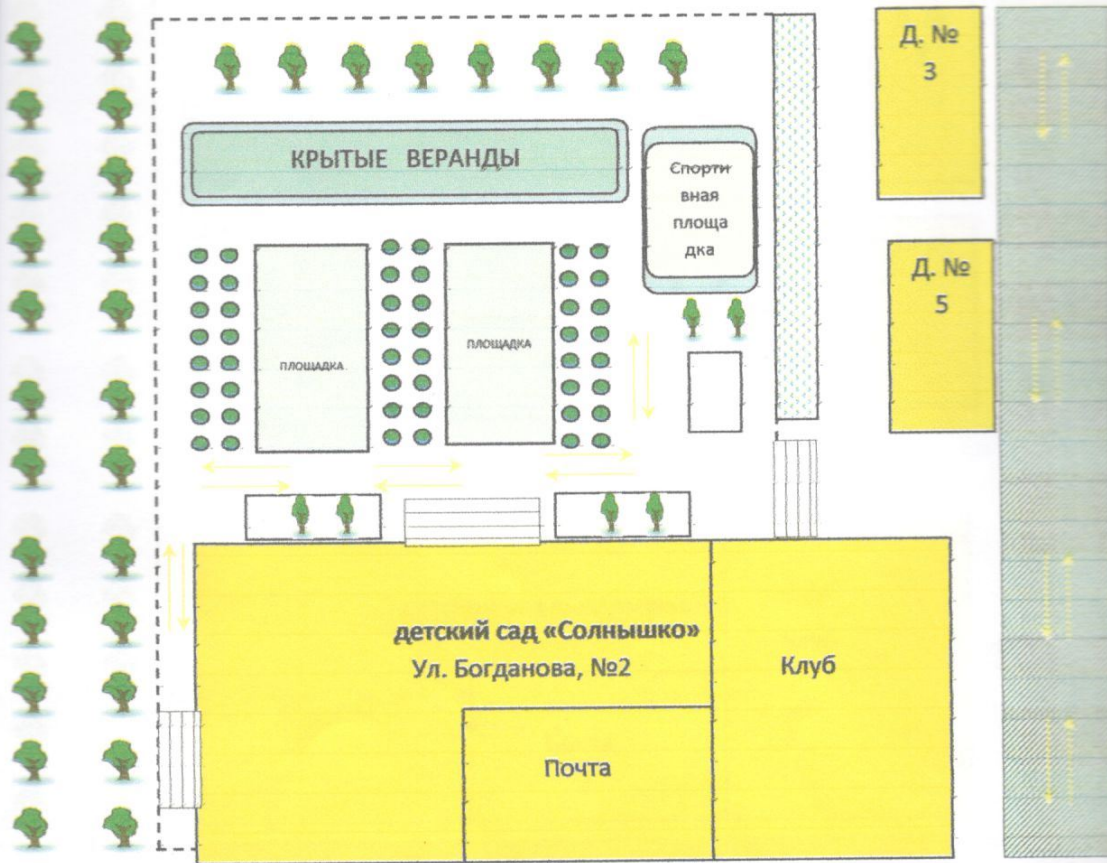 Д. №
3
КРЫТЫЕ ВЕРАНДЫ
Спорти
вная
площа
дка
Д. №
5
ПЛОЩАДКА
ПЛОЩАДКА
детский сад «Солнышко»
Ул. Богданова, №2
Клуб
Почта